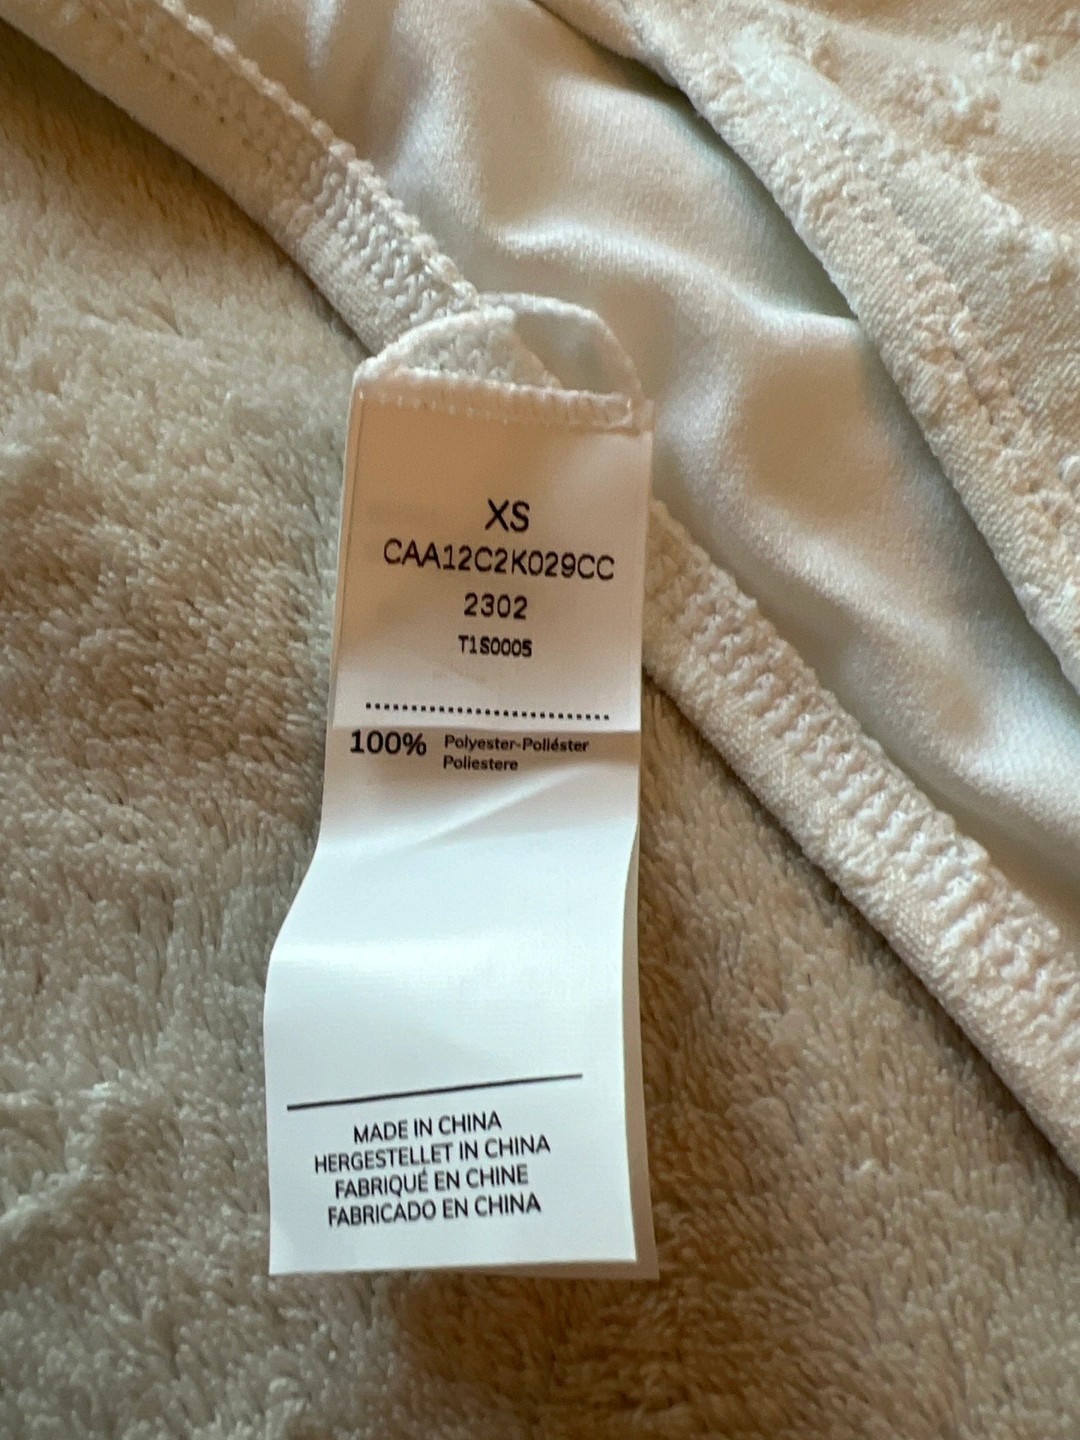 XS
CAA12C2K029CC
2302
T1S0005
100% Polyester-Poliéster
Poliestere
MADE IN CHINA
HERGESTELLET IN CHINA
FABRIQUÉ EN CHINE
FABRICADO EN CHINA